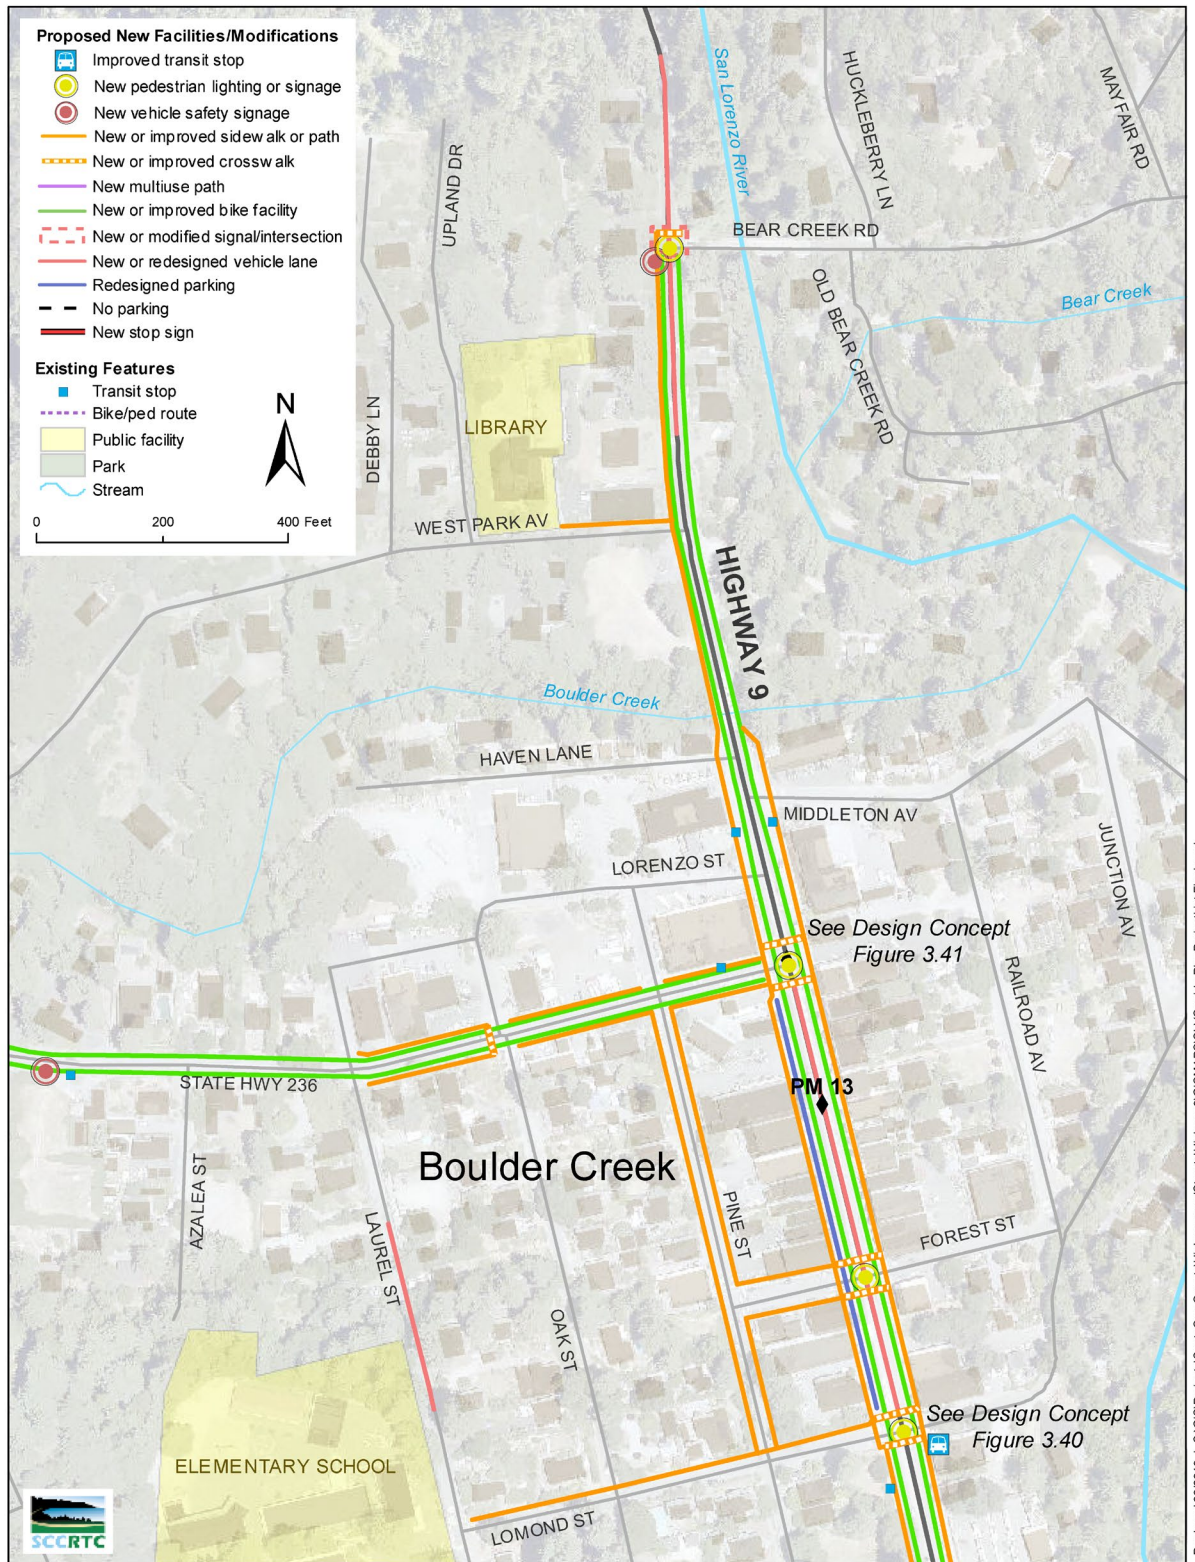 Proposed New Facilities/Modifications
Improved transit stop
New pedestrian lighting or signage
New vehicle safety signage
New or improved sidewalk or path
New or improved crosswalk
New multiuse path
New or improved bike facility
New or modified signal/intersection
New or redesigned vehicle lane
Redesigned parking
No parking
New stop sign
Existing Features
Transit stop
Bike/ped route
Public facility
Park
Stream
N
0 200 400 Feet
San Lorenzo River
HUCKLEBERRY LN
MAYFAIR RD
UPLAND DR
BEAR CREEK RD
OLD BEAR CREEK RD
Bear Creek
DEBBY LN
LIBRARY
WEST PARK AV
HIGHWAY 9
Boulder Creek
HAVEN LANE
MIDDLETON AV
JUNCTION AV
LORENZO ST
See Design Concept
Figure 3.41
RAILROAD AV
STATE HWY 236
PM 13
Boulder Creek
AZALEA ST
LAUREL ST
PINE ST
FOREST ST
OAK ST
See Design Concept
Figure 3.40
ELEMENTARY SCHOOL
LOMOND ST
SCCRTC